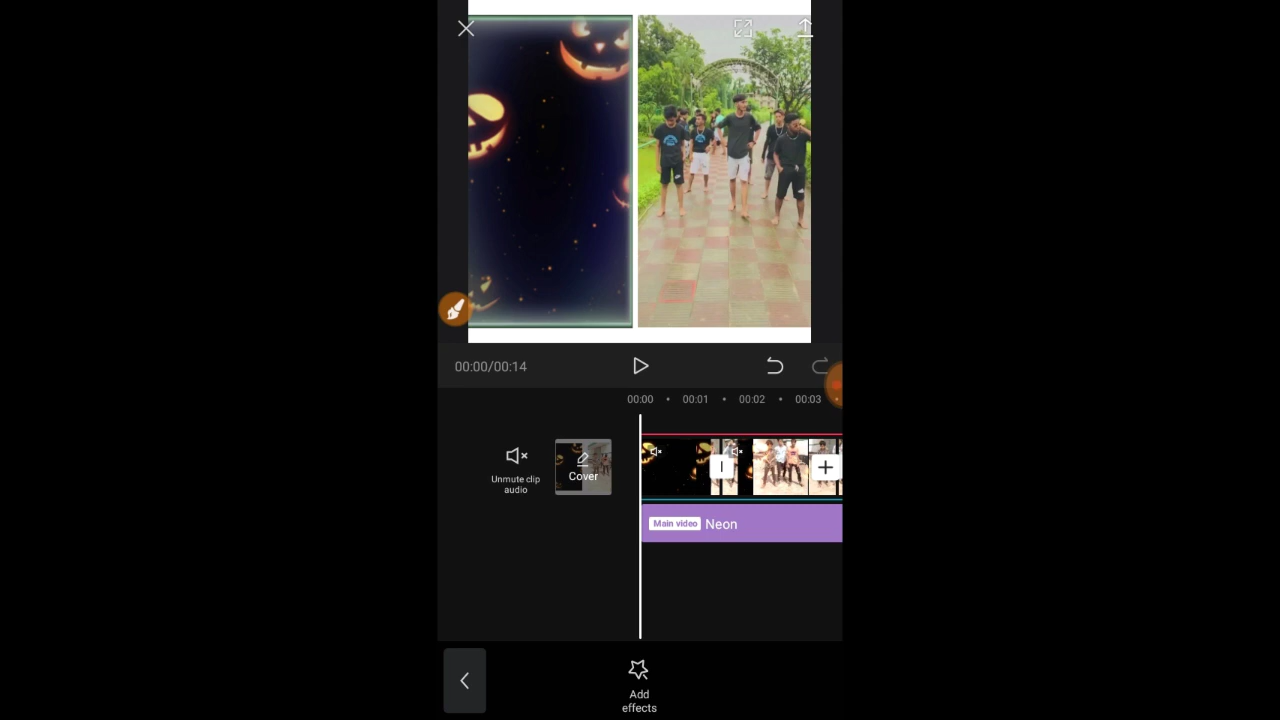 00:00/00:14
00:00
00:01
00:02
00:03
Unmute clip
audio
Cover
Main video Neon
Add
effects